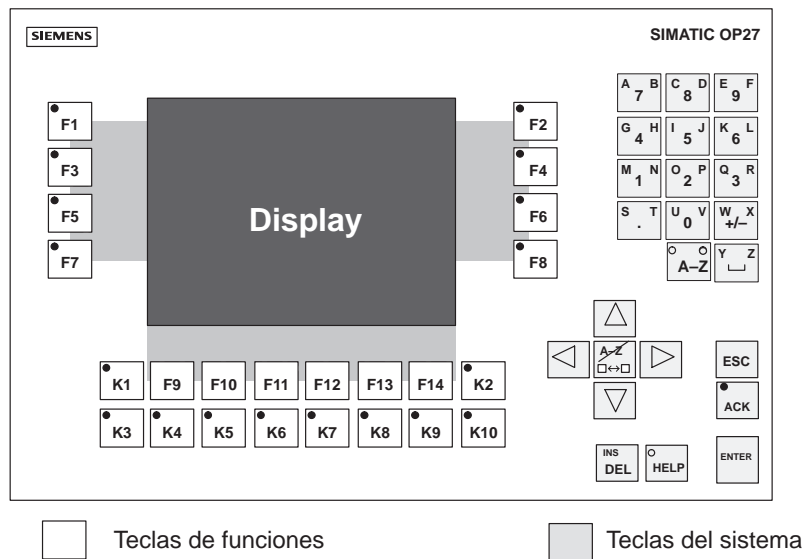 SIEMENS
SIMATIC OP27
A 7 B
C 8 D
E 9 F
F1
F2
G 4 H
I 5 J
K 6 L
F3
F4
M 1 N
O 2 P
Q 3 R
F5
Display
F6
S . T
U 0 V
W +/– X
F7
F8
A–Z
Y Z
A–Z
ESC
K1
F9
F10
F11
F12
F13
F14
K2
ACK
K3
K4
K5
K6
K7
K8
K9
K10
INS
DEL
HELP
ENTER
Teclas de funciones
Teclas del sistema